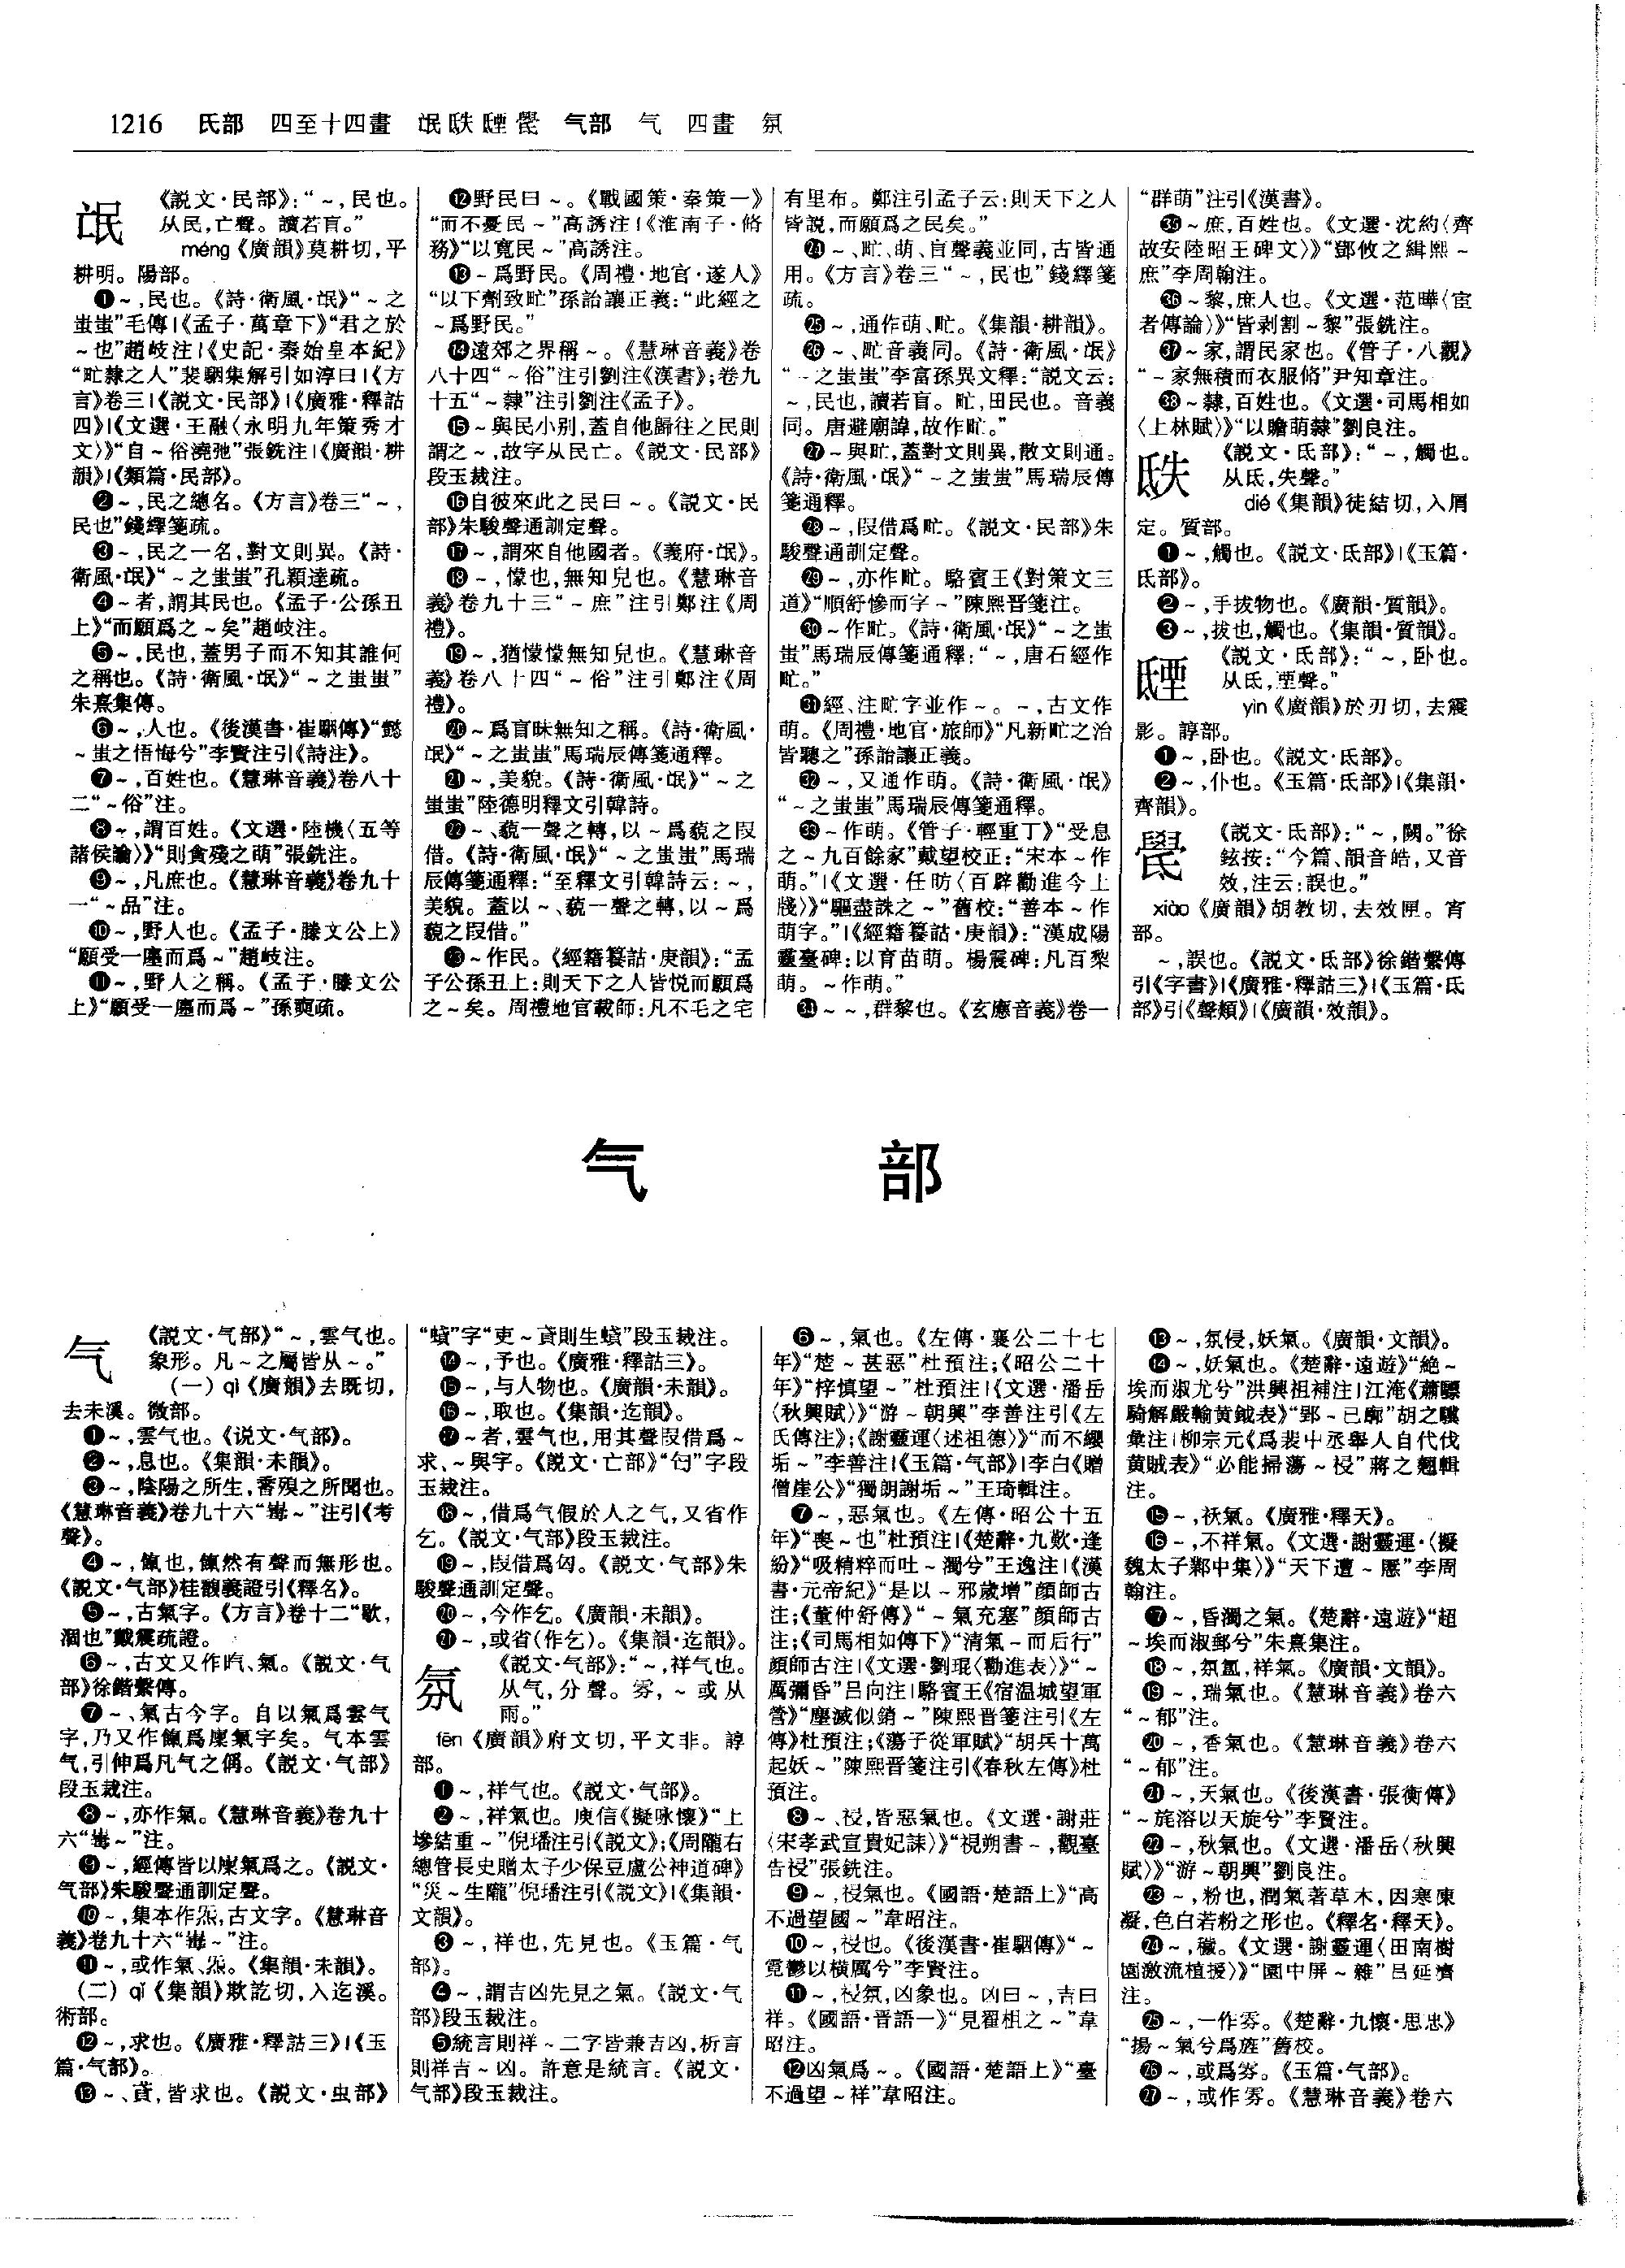 1216 氏部 四至十四畫 氓𣱌𣱐𣱓 气部 气 四畫 氛
氓 《説文·民部》：“～，民也。
从民，亡聲。讀若盲。”
méng《廣韻》莫耕切，平
耕明。陽部。
❶～，民也。《詩·衛風·氓》“～之
蚩蚩”毛傳|《孟子·萬章下》“君之於
～也”趙岐注|《史記·秦始皇本紀》
“甿隸之人”裴駰集解引如淳曰|《方
言》卷三|《説文·民部》|《廣雅·釋詁
四》|《文選·王融〈永明九年策秀才
文〉》“自～俗澆弛”張銑注|《廣韻·耕
韻》|《類篇·民部》。
❷～，民之總名。《方言》卷三“～，
民也”錢繹箋疏。
❸～，民之一名，對文則異。《詩·
衛風·氓》“～之蚩蚩”孔穎達疏。
❹～者，謂其民也。《孟子·公孫丑
上》“而願爲之～矣”趙岐注。
❺～，民也，蓋男子而不知其誰何
之稱也。《詩·衛風·氓》“～之蚩蚩”
朱熹集傳。
❻～，人也。《後漢書·崔駰傳》“懿
～蚩之悟悔兮”李賢注引《詩注》。
❼～，百姓也。《慧琳音義》卷八十
二“～俗”注。
❽～，謂百姓。《文選·陸機〈五等
諸侯論〉》“則貪殘之萌”張銑注。
❾～，凡庶也。《慧琳音義》卷九十
一“～品”注。
❿～，野人也。《孟子·滕文公上》
“願受一廛而爲～”趙岐注。
⓫～，野人之稱。《孟子·滕文公
上》“願受一廛而爲～”孫奭疏。
⓬野民曰～。《戰國策·秦策一》
“而不憂民～”高誘注|《淮南子·脩
務》“以寬民～”高誘注。
⓭～爲野民。《周禮·地官·遂人》
“以下劑致甿”孫詒讓正義：“此經之
～爲野民。”
⓮遠郊之界稱～。《慧琳音義》卷
八十四“～俗”注引劉注《漢書》；卷九
十五“～隸”注引劉注《孟子》。
⓯～與民小别，蓋自他歸往之民則
謂之～，故字从民亡。《説文·民部》
段玉裁注。
⓰自彼來此之民曰～。《説文·民
部》朱駿聲通訓定聲。
⓱～，謂來自他國者。《義府·氓》。
⓲～，懞也，無知皃也。《慧琳音
義》卷九十三“～庶”注引鄭注《周
禮》。
⓳～，猶懞懞無知皃也。《慧琳音
義》卷八十四“～俗”注引鄭注《周
禮》。
⓴～爲盲昧無知之稱。《詩·衛風·
氓》“～之蚩蚩”馬瑞辰傳箋通釋。
㉑～，美貌。《詩·衛風·氓》“～之
蚩蚩”陸德明釋文引韓詩。
㉒～、藐一聲之轉，以～爲藐之叚
借。《詩·衛風·氓》“～之蚩蚩”馬瑞
辰傳箋通釋：“至釋文引韓詩云：～，
美貌。蓋以～、藐一聲之轉，以～爲
藐之叚借。”
㉓～作民。《經籍籑詁·庚韻》：“孟
子公孫丑上：則天下之人皆悦而願爲
之～矣。周禮地官載師：凡不毛之宅
有里布。鄭注引孟子云：則天下之人
皆説，而願爲之民矣。”
㉔～、甿、萌、盲聲義並同，古皆通
用。《方言》卷三“～，民也”錢繹箋
疏。
㉕～，通作萌、甿。《集韻·耕韻》。
㉖～、甿音義同。《詩·衛風·氓》
“～之蚩蚩”李富孫異文釋：“説文云：
～，民也，讀若盲。甿，田民也。音義
同。唐避廟諱，故作甿。”
㉗～與甿，蓋對文則異，散文則通。
《詩·衛風·氓》“～之蚩蚩”馬瑞辰傳
箋通釋。
㉘～，叚借爲甿。《説文·民部》朱
駿聲通訓定聲。
㉙～，亦作甿。駱賓王《對策文三
道》“順舒慘而字～”陳熙晋箋注。
㉚～作甿。《詩·衛風·氓》“～之蚩
蚩”馬瑞辰傳箋通釋：“～，唐石經作
甿。”
㉛經、注甿字並作～。～，古文作
萌。《周禮·地官·旅師》“凡新甿之治
皆聽之”孫詒讓正義。
㉜～，又通作萌。《詩·衛風·氓》
“～之蚩蚩”馬瑞辰傳箋通釋。
㉝～作萌。《管子·輕重丁》“受息
之～九百餘家”戴望校正：“宋本～作
萌。”|《文選·任昉〈百辟勸進今上
牋〉》“驅盡誅之～”舊校：“善本～作
萌字。”|《經籍籑詁·庚韻》：“漢成陽
靈臺碑：以育苗萌。楊震碑：凡百棃
萌。～作萌。”
㉞～～，群黎也。《玄應音義》卷一
“群萌”注引《漢書》。
㉟～庶，百姓也。《文選·沈約〈齊
故安陸昭王碑文〉》“鄧攸之緝熙～
庶”李周翰注。
㊱～黎，庶人也。《文選·范曄〈宦
者傳論〉》“皆剥割～黎”張銑注。
㊲～家，謂民家也。《管子·八觀》
“～家無積而衣服脩”尹知章注。
㊳～隸，百姓也。《文選·司馬相如
〈上林賦〉》“以贍萌隸”劉良注。
《説文·氐部》：“～，觸也。
从氐，失聲。”
dié《集韻》徒結切，入屑
定。質部。
❶～，觸也。《説文·氐部》|《玉篇·
氐部》。
❷～，手拔物也。《廣韻·質韻》。
❸～，拔也，觸也。《集韻·質韻》。
《説文·氐部》：“～，卧也。
从氐，垔聲。”
yìn《廣韻》於刃切，去震
影。諄部。
❶～，卧也。《説文·氐部》。
❷～，仆也。《玉篇·氐部》|《集韻·
齊韻》。
《説文·氐部》：“～，闕。”徐
鉉按：“今篇、韻音皓，又音
效，注云：誤也。”
xiào《廣韻》胡教切，去效匣。宵
部。
～，誤也。《説文·氐部》徐鍇繫傳
引《字書》|《廣雅·釋詁三》|《玉篇·氐
部》引《聲類》|《廣韻·效韻》。
气 部
气 《説文·气部》“～，雲气也。
象形。凡～之屬皆从～。”
（一）qì《廣韻》去既切，
去未溪。微部。
❶～，雲气也。《説文·气部》。
❷～，息也。《集韻·未韻》。
❸～，陰陽之所生，香臭之所聞也。
《慧琳音義》卷九十六“～”注引《考
聲》。
❹～，餼也，餼然有聲而無形也。
《説文·气部》桂馥義證引《釋名》。
❺～，古氣字。《方言》卷十二“歇，
涸也”戴震疏證。
❻～，古文又作㫓、氣。《説文·气
部》徐鍇繫傳。
❼～、氣古今字。自以氣爲雲气
字，乃又作餼爲廩氣字矣。气本雲
气，引伸爲凡气之偁。《説文·气部》
段玉裁注。
❽～，亦作氣。《慧琳音義》卷九十
六“～”注。
❾～，經傳皆以廩氣爲之。《説文·
气部》朱駿聲通訓定聲。
❿～，集本作炁，古文字。《慧琳音
義》卷九十六“～”注。
⓫～，或作氣、炁。《集韻·未韻》。
（二）qǐ《集韻》欺訖切，入迄溪。
術部。
⓬～，求也。《廣雅·釋詁三》|《玉
篇·气部》。
⓭～、貣，皆求也。《説文·虫部》
“蟘”字“吏～貣則生蟘”段玉裁注。
⓮～，予也。《廣雅·釋詁三》。
⓯～，与人物也。《廣韻·未韻》。
⓰～，取也。《集韻·迄韻》。
⓱～者，雲气也，用其聲叚借爲～
求、～與字。《説文·亡部》“匄”字段
玉裁注。
⓲～，借爲气假於人之气，又省作
乞。《説文·气部》段玉裁注。
⓳～，叚借爲匃。《説文·气部》朱
駿聲通訓定聲。
⓴～，今作乞。《廣韻·未韻》。
㉑～，或省（作乞）。《集韻·迄韻》。
氛 《説文·气部》：“～，祥气也。
从气，分聲。雰，～或从
雨。”
fēn《廣韻》府文切，平文非。諄
部。
❶～，祥气也。《説文·气部》。
❷～，祥氣也。庾信《擬咏懷》“上
墋結重～”倪璠注引《説文》；《周隴右
總管長史贈太子少保豆盧公神道碑》
“災～生隴”倪璠注引《説文》|《集韻·
文韻》。
❸～，祥也，先見也。《玉篇·气
部》。
❹～，謂吉凶先見之氣。《説文·气
部》段玉裁注。
❺統言則祥～二字皆兼吉凶，析言
則祥吉～凶。許意是統言。《説文·
气部》段玉裁注。
❻～，氣也。《左傳·襄公二十七
年》“楚～甚惡”杜預注；《昭公二十
年》“梓慎望～”杜預注|《文選·潘岳
〈秋興賦〉》“游～朝興”李善注引《左
氏傳注》；《謝靈運〈述祖德〉》“而不纓
垢～”李善注|《玉篇·气部》|李白《贈
僧崖公》“獨朗謝垢～”王琦輯注。
❼～，惡氣也。《左傳·昭公十五
年》“喪～也”杜預注|《楚辭·九歎·逢
紛》“吸精粹而吐～濁兮”王逸注|《漢
書·元帝紀》“是以～邪歲增”顔師古
注；《董仲舒傳》“～氣充塞”顔師古
注；《司馬相如傳下》“清氣～而后行”
顔師古注|《文選·劉琨〈勸進表〉》“～
厲彌昏”吕向注|駱賓王《宿温城望軍
營》“塵滅似銷～”陳熙晋箋注引《左
傳》杜預注；《蕩子從軍賦》“胡兵十萬
起妖～”陳熙晋箋注引《春秋左傳》杜
預注。
❽～、祲，皆惡氣也。《文選·謝莊
〈宋孝武宣貴妃誄〉》“視朔書～，觀臺
告祲”張銑注。
❾～，祲氣也。《國語·楚語上》“高
不過望國～”韋昭注。
❿～，祲也。《後漢書·崔駰傳》“～
霓鬱以横厲兮”李賢注。
⓫～，祲氛，凶象也。凶曰～，吉曰
祥。《國語·晋語一》“見翟柤之～”韋
昭注。
⓬凶氣爲～。《國語·楚語上》“臺
不過望～祥”韋昭注。
⓭～，氛侵，妖氣。《廣韻·文韻》。
⓮～，妖氣也。《楚辭·遠遊》“絶～
埃而淑尤兮”洪興祖補注|江淹《蕭驃
騎解嚴輸黄鉞表》“郢～已廓”胡之驥
彙注|柳宗元《爲裴中丞舉人自代伐
黄賊表》“必能掃蕩～祲”蔣之翹輯
注。
⓯～，祅氣。《廣雅·釋天》。
⓰～，不祥氣。《文選·謝靈運·〈擬
魏太子鄴中集〉》“天下遭～慝”李周
翰注。
⓱～，昏濁之氣。《楚辭·遠遊》“超
～埃而淑郵兮”朱熹集注。
⓲～，氛氲，祥氣。《廣韻·文韻》。
⓳～，瑞氣也。《慧琳音義》卷六
“～郁”注。
⓴～，香氣也。《慧琳音義》卷六
“～郁”注。
㉑～，天氣也。《後漢書·張衡傳》
“～旄溶以天旋兮”李賢注。
㉒～，秋氣也。《文選·潘岳〈秋興
賦〉》“游～朝興”劉良注。
㉓～，粉也，潤氣著草木，因寒凍
凝，色白若粉之形也。《釋名·釋天》。
㉔～，穢。《文選·謝靈運〈田南樹
園激流植援〉》“園中屏～雜”吕延濟
注。
㉕～，一作雰。《楚辭·九懷·思忠》
“揚～氣兮爲旌”舊校。
㉖～，或爲雰。《玉篇·气部》。
㉗～，或作雰。《慧琳音義》卷六